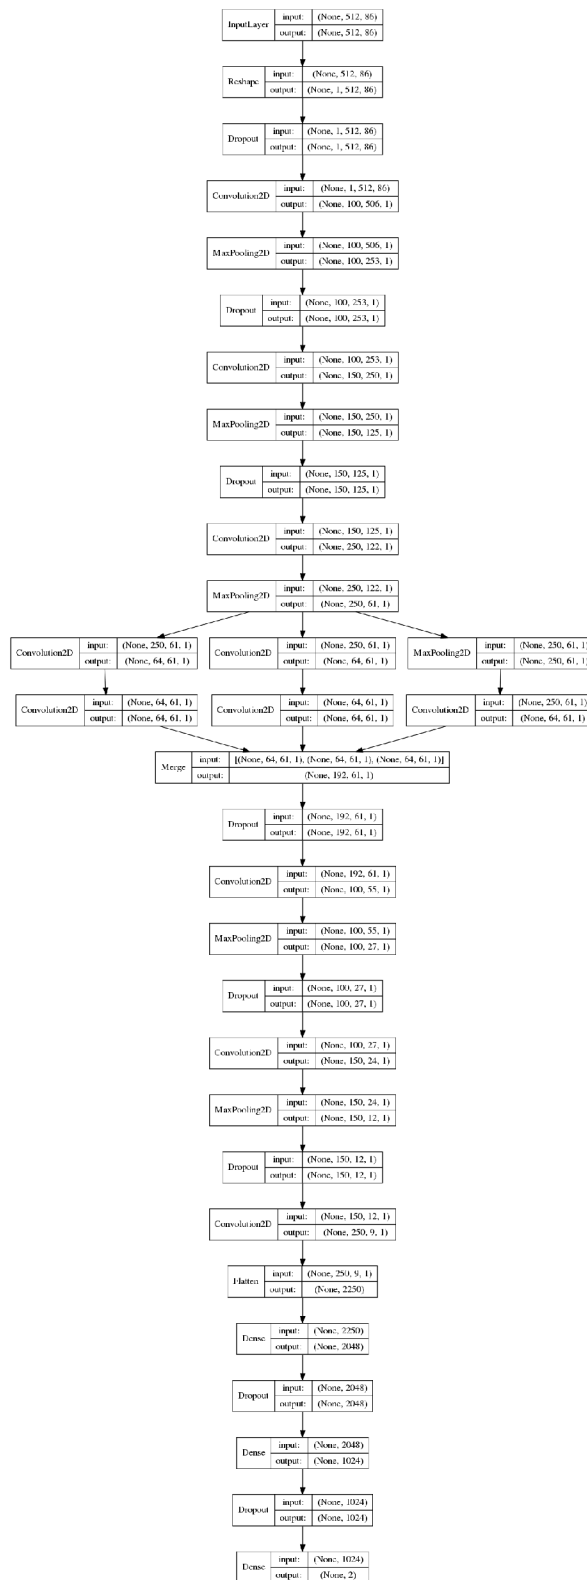 InputLayer input: (None, 512, 86)
output: (None, 512, 86)
Reshape input: (None, 512, 86)
output: (None, 1, 512, 86)
Dropout input: (None, 1, 512, 86)
output: (None, 1, 512, 86)
Convolution2D input: (None, 1, 512, 86)
output: (None, 100, 506, 1)
MaxPooling2D input: (None, 100, 506, 1)
output: (None, 100, 253, 1)
Dropout input: (None, 100, 253, 1)
output: (None, 100, 253, 1)
Convolution2D input: (None, 100, 253, 1)
output: (None, 150, 250, 1)
MaxPooling2D input: (None, 150, 250, 1)
output: (None, 150, 125, 1)
Dropout input: (None, 150, 125, 1)
output: (None, 150, 125, 1)
Convolution2D input: (None, 150, 125, 1)
output: (None, 250, 122, 1)
MaxPooling2D input: (None, 250, 122, 1)
output: (None, 250, 61, 1)
Convolution2D input: (None, 250, 61, 1)
output: (None, 64, 61, 1)
Convolution2D input: (None, 250, 61, 1)
output: (None, 64, 61, 1)
MaxPooling2D input: (None, 250, 61, 1)
output: (None, 250, 61, 1)
Convolution2D input: (None, 64, 61, 1)
output: (None, 64, 61, 1)
Convolution2D input: (None, 64, 61, 1)
output: (None, 64, 61, 1)
Convolution2D input: (None, 250, 61, 1)
output: (None, 64, 61, 1)
Merge input: [(None, 64, 61, 1), (None, 64, 61, 1), (None, 64, 61, 1)]
output: (None, 192, 61, 1)
Dropout input: (None, 192, 61, 1)
output: (None, 192, 61, 1)
Convolution2D input: (None, 192, 61, 1)
output: (None, 100, 55, 1)
MaxPooling2D input: (None, 100, 55, 1)
output: (None, 100, 27, 1)
Dropout input: (None, 100, 27, 1)
output: (None, 100, 27, 1)
Convolution2D input: (None, 100, 27, 1)
output: (None, 150, 24, 1)
MaxPooling2D input: (None, 150, 24, 1)
output: (None, 150, 12, 1)
Dropout input: (None, 150, 12, 1)
output: (None, 150, 12, 1)
Convolution2D input: (None, 150, 12, 1)
output: (None, 250, 9, 1)
Flatten input: (None, 250, 9, 1)
output: (None, 2250)
Dense input: (None, 2250)
output: (None, 2048)
Dropout input: (None, 2048)
output: (None, 2048)
Dense input: (None, 2048)
output: (None, 1024)
Dropout input: (None, 1024)
output: (None, 1024)
Dense input: (None, 1024)
output: (None, 2)